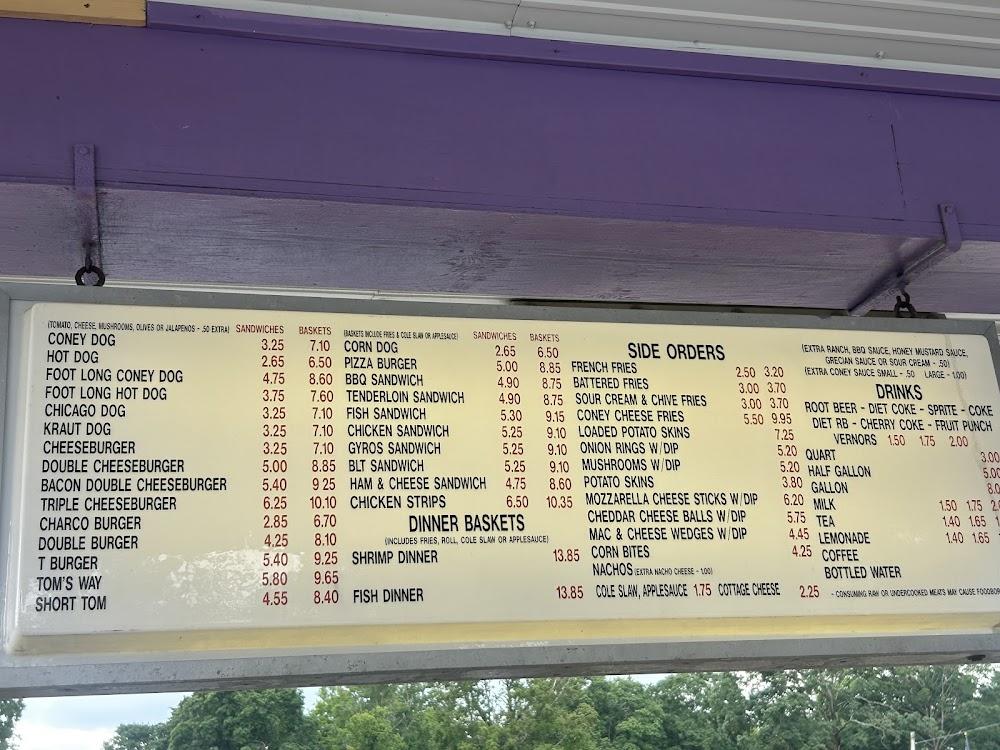 (TOMATO, CHEESE, MUSHROOMS, OLIVES OR JALAPENOS - .50 EXTRA) SANDWICHES BASKETS
CONEY DOG 3.25 7.10
HOT DOG 2.65 6.50
FOOT LONG CONEY DOG 4.75 8.60
FOOT LONG HOT DOG 3.75 7.60
CHICAGO DOG 3.25 7.10
KRAUT DOG 3.25 7.10
CHEESEBURGER 3.25 7.10
DOUBLE CHEESEBURGER 5.00 8.85
BACON DOUBLE CHEESEBURGER 5.40 9.25
TRIPLE CHEESEBURGER 6.25 10.10
CHARCO BURGER 2.85 6.70
DOUBLE BURGER 4.25 8.10
T BURGER 5.40 9.25
TOM'S WAY 5.80 9.65
SHORT TOM 4.55 8.40
(BASKETS INCLUDE FRIES & COLE SLAW OR APPLESAUCE) SANDWICHES BASKETS
CORN DOG 2.65 6.50
PIZZA BURGER 5.00 8.85
BBQ SANDWICH 4.90 8.75
TENDERLOIN SANDWICH 4.90 8.75
FISH SANDWICH 5.30 9.15
CHICKEN SANDWICH 5.25 9.10
GYROS SANDWICH 5.25 9.10
BLT SANDWICH 5.25 9.10
HAM & CHEESE SANDWICH 4.75 8.60
CHICKEN STRIPS 6.50 10.35
DINNER BASKETS
(INCLUDES FRIES, ROLL, COLE SLAW OR APPLESAUCE)
SHRIMP DINNER 13.85
FISH DINNER 13.85
SIDE ORDERS
FRENCH FRIES 2.50 3.20
BATTERED FRIES 3.00 3.70
SOUR CREAM & CHIVE FRIES 3.00 3.70
CONEY CHEESE FRIES 5.50 9.95
LOADED POTATO SKINS 7.25
ONION RINGS W/DIP 5.20
MUSHROOMS W/DIP 5.20
POTATO SKINS 3.80
MOZZARELLA CHEESE STICKS W/DIP 6.20
CHEDDAR CHEESE BALLS W/DIP 5.75
MAC & CHEESE WEDGES W/DIP 4.45
CORN BITES 4.25
NACHOS (EXTRA NACHO CHEESE - 1.00)
COLE SLAW, APPLESAUCE 1.75 COTTAGE CHEESE 2.25
(EXTRA RANCH, BBQ SAUCE, HONEY MUSTARD SAUCE,
GRECIAN SAUCE OR SOUR CREAM - .50)
(EXTRA CONEY SAUCE SMALL - .50 LARGE - 1.00)
DRINKS
ROOT BEER - DIET COKE - SPRITE - COKE
DIET RB - CHERRY COKE - FRUIT PUNCH
VERNORS 1.50 1.75 2.00
QUART 3.00
HALF GALLON 5.00
GALLON
MILK 1.50 1.75
TEA 1.40 1.65
LEMONADE 1.40 1.65
COFFEE
BOTTLED WATER
- CONSUMING RAW OR UNDERCOOKED MEATS MAY CAUSE